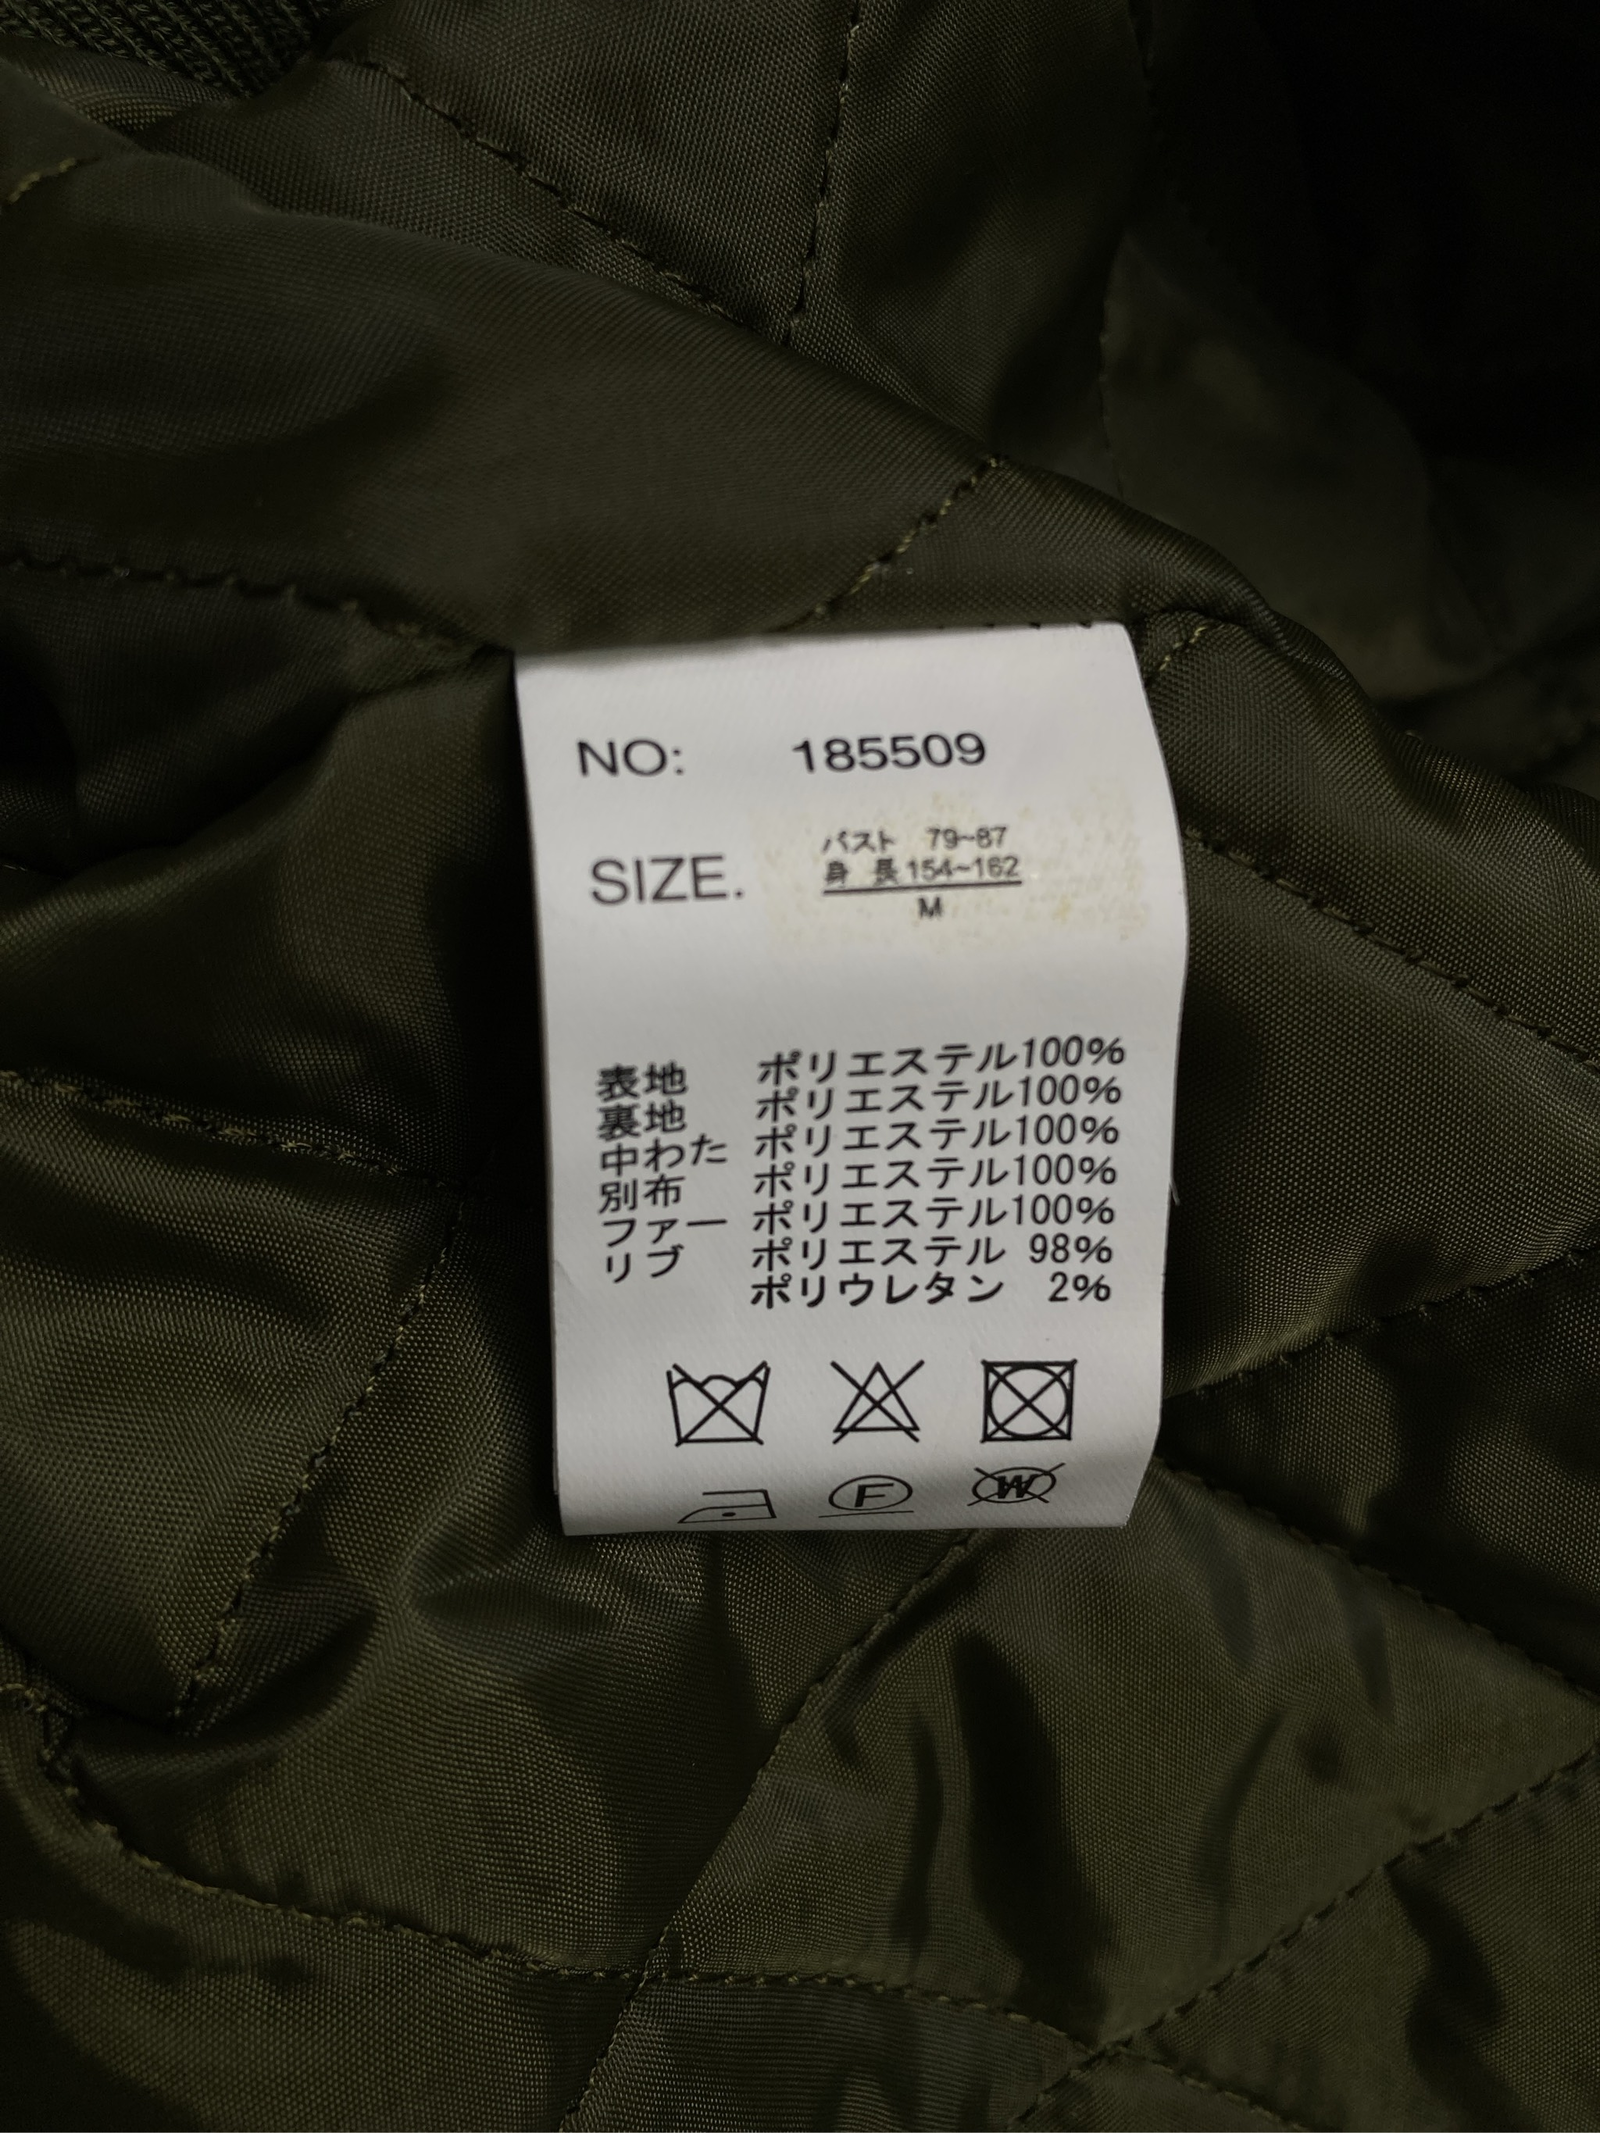 NO: 185509
バスト 79~87
SIZE. 身長154~162
M
表地 ポリエステル100%
裏地 ポリエステル100%
中わた ポリエステル100%
別布 ポリエステル100%
ファー ポリエステル100%
リブ ポリエステル 98%
ポリウレタン 2%
F W